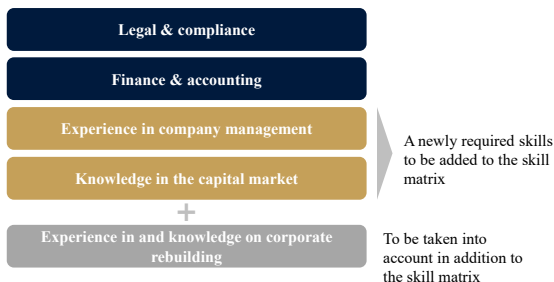 Legal & compliance
Finance & accounting
Experience in company management
Knowledge in the capital market
A newly required skills
to be added to the skill
matrix
+
Experience in and knowledge on corporate
rebuilding
To be taken into
account in addition to
the skill matrix